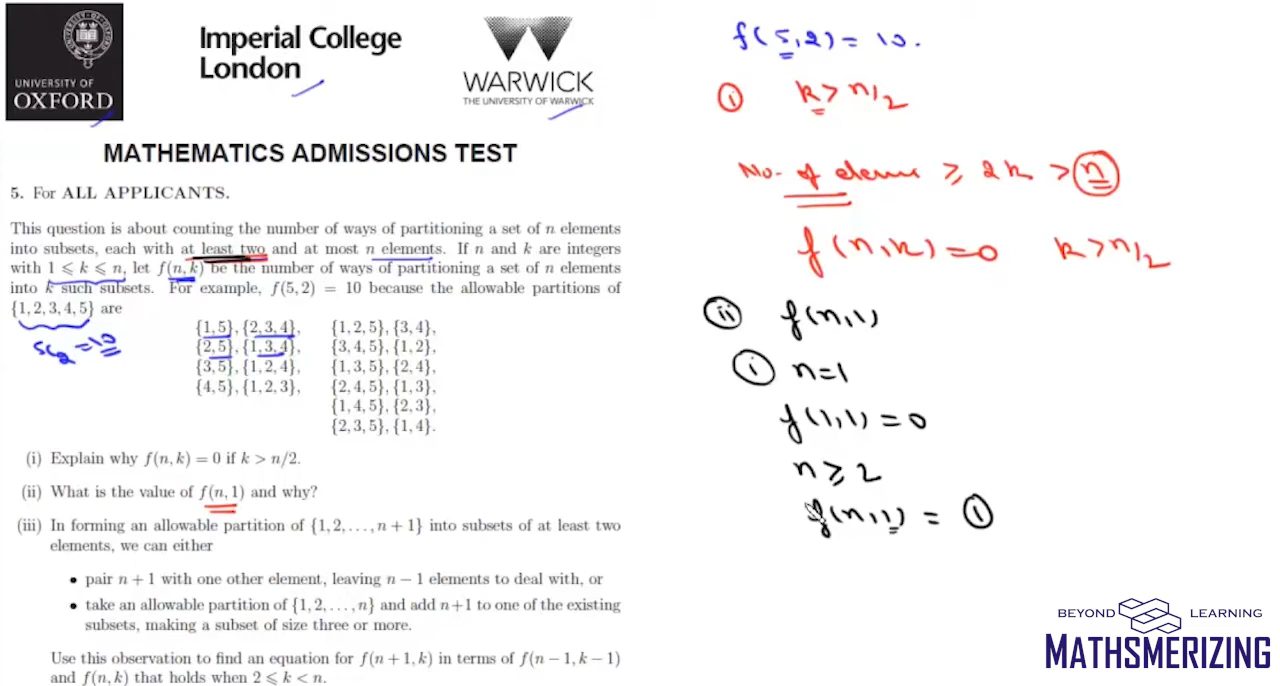 UNIVERSITY OF
OXFORD
Imperial College
London
WARWICK
THE UNIVERSITY OF WARWICK
MATHEMATICS ADMISSIONS TEST
5. For ALL APPLICANTS.
This question is about counting the number of ways of partitioning a set of n elements
into subsets, each with at least two and at most n elements. If n and k are integers
with 1 ⩽ k ⩽ n, let f(n, k) be the number of ways of partitioning a set of n elements
into k such subsets. For example, f(5, 2) = 10 because the allowable partitions of
{1, 2, 3, 4, 5} are
5C2 = 10
{1, 5}, {2, 3, 4}, {1, 2, 5}, {3, 4},
{2, 5}, {1, 3, 4}, {3, 4, 5}, {1, 2},
{3, 5}, {1, 2, 4}, {1, 3, 5}, {2, 4},
{4, 5}, {1, 2, 3}, {2, 4, 5}, {1, 3},
{1, 4, 5}, {2, 3},
{2, 3, 5}, {1, 4}.
(i) Explain why f(n, k) = 0 if k > n/2.
(ii) What is the value of f(n, 1) and why?
(iii) In forming an allowable partition of {1, 2, . . . , n + 1} into subsets of at least two
elements, we can either
• pair n + 1 with one other element, leaving n − 1 elements to deal with, or
• take an allowable partition of {1, 2, . . . , n} and add n+1 to one of the existing
subsets, making a subset of size three or more.
Use this observation to find an equation for f(n + 1, k) in terms of f(n − 1, k − 1)
and f(n, k) that holds when 2 ⩽ k < n.
f(5,2) = 10.
(i) k > n/2
No. of elems ≥ 2k > n
f(n,k) = 0 k > n/2
(ii) f(n,1)
(i) n=1
f(1,1) = 0
n ≥ 2
f(n,1) = 1
BEYOND LEARNING
MATHSMERIZING